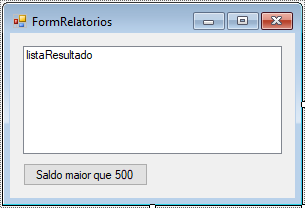 FormRelatorios
listaResultado
Saldo maior que 500